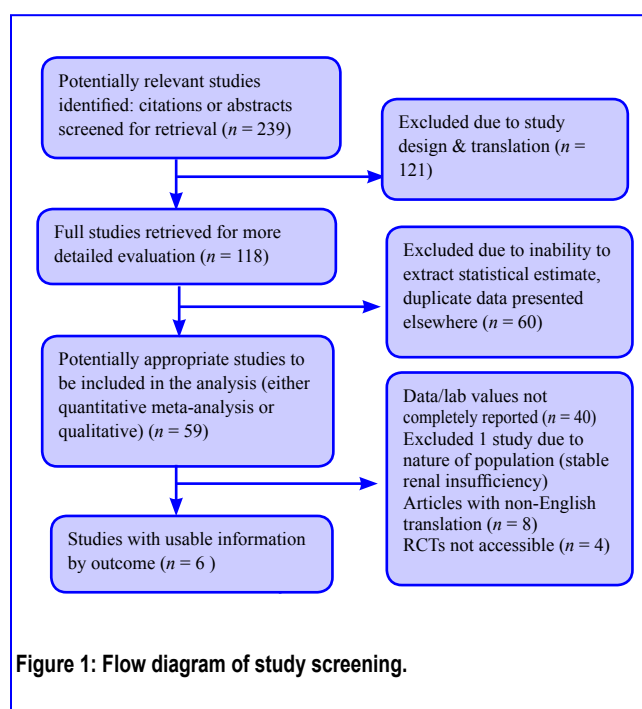 Potentially relevant studies
identified: citations or abstracts
screened for retrieval (n = 239)
Excluded due to study
design & translation (n =
121)
Full studies retrieved for more
detailed evaluation (n = 118)
Excluded due to inability to
extract statistical estimate,
duplicate data presented
elsewhere (n = 60)
Potentially appropriate studies to
be included in the analysis (either
quantitative meta-analysis or
qualitative) (n = 59)
Data/lab values not
completely reported (n = 40)
Excluded 1 study due to
nature of population (stable
renal insufficiency)
Articles with non-English
translation (n = 8)
RCTs not accessible (n = 4)
Studies with usable information
by outcome (n = 6 )
Figure 1: Flow diagram of study screening.